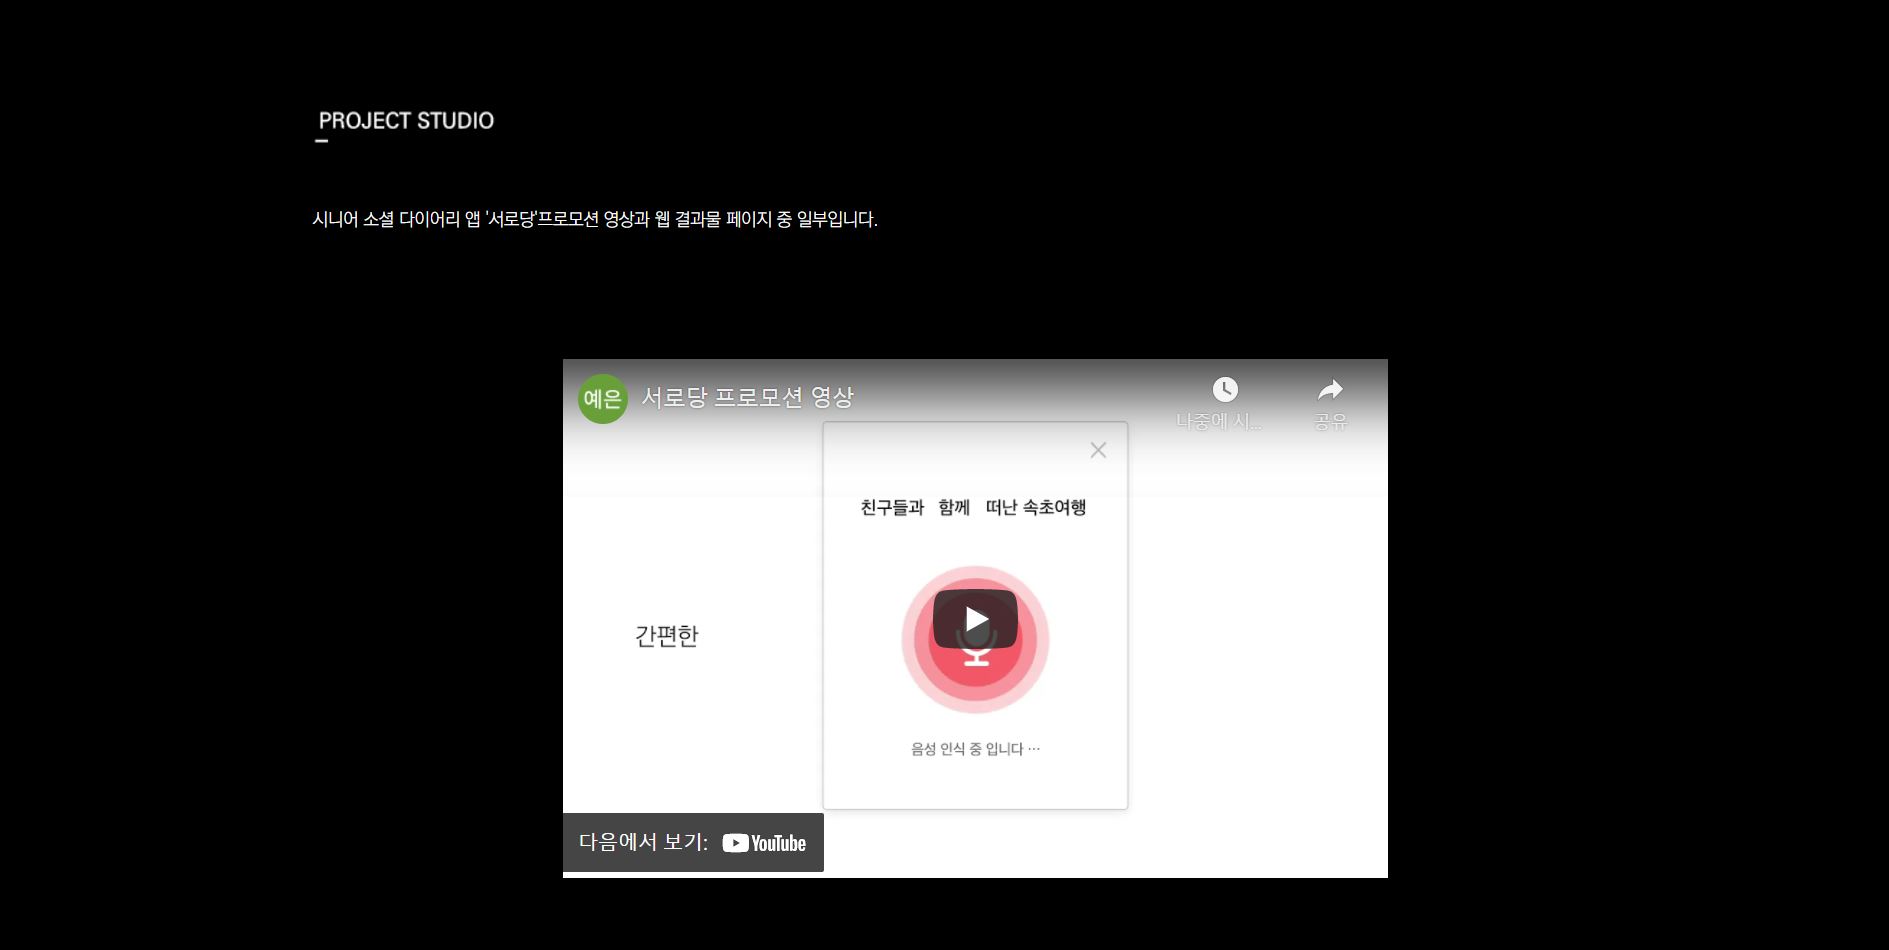 PROJECT STUDIO
시니어 소셜 다이어리 앱 '서로당'프로모션 영상과 웹 결과물 페이지 중 일부입니다.
예은 서로당 프로모션 영상
나중에 시... 공유
친구들과 함께 떠난 속초여행
간편한
음성 인식 중 입니다 ···
다음에서 보기: YouTube